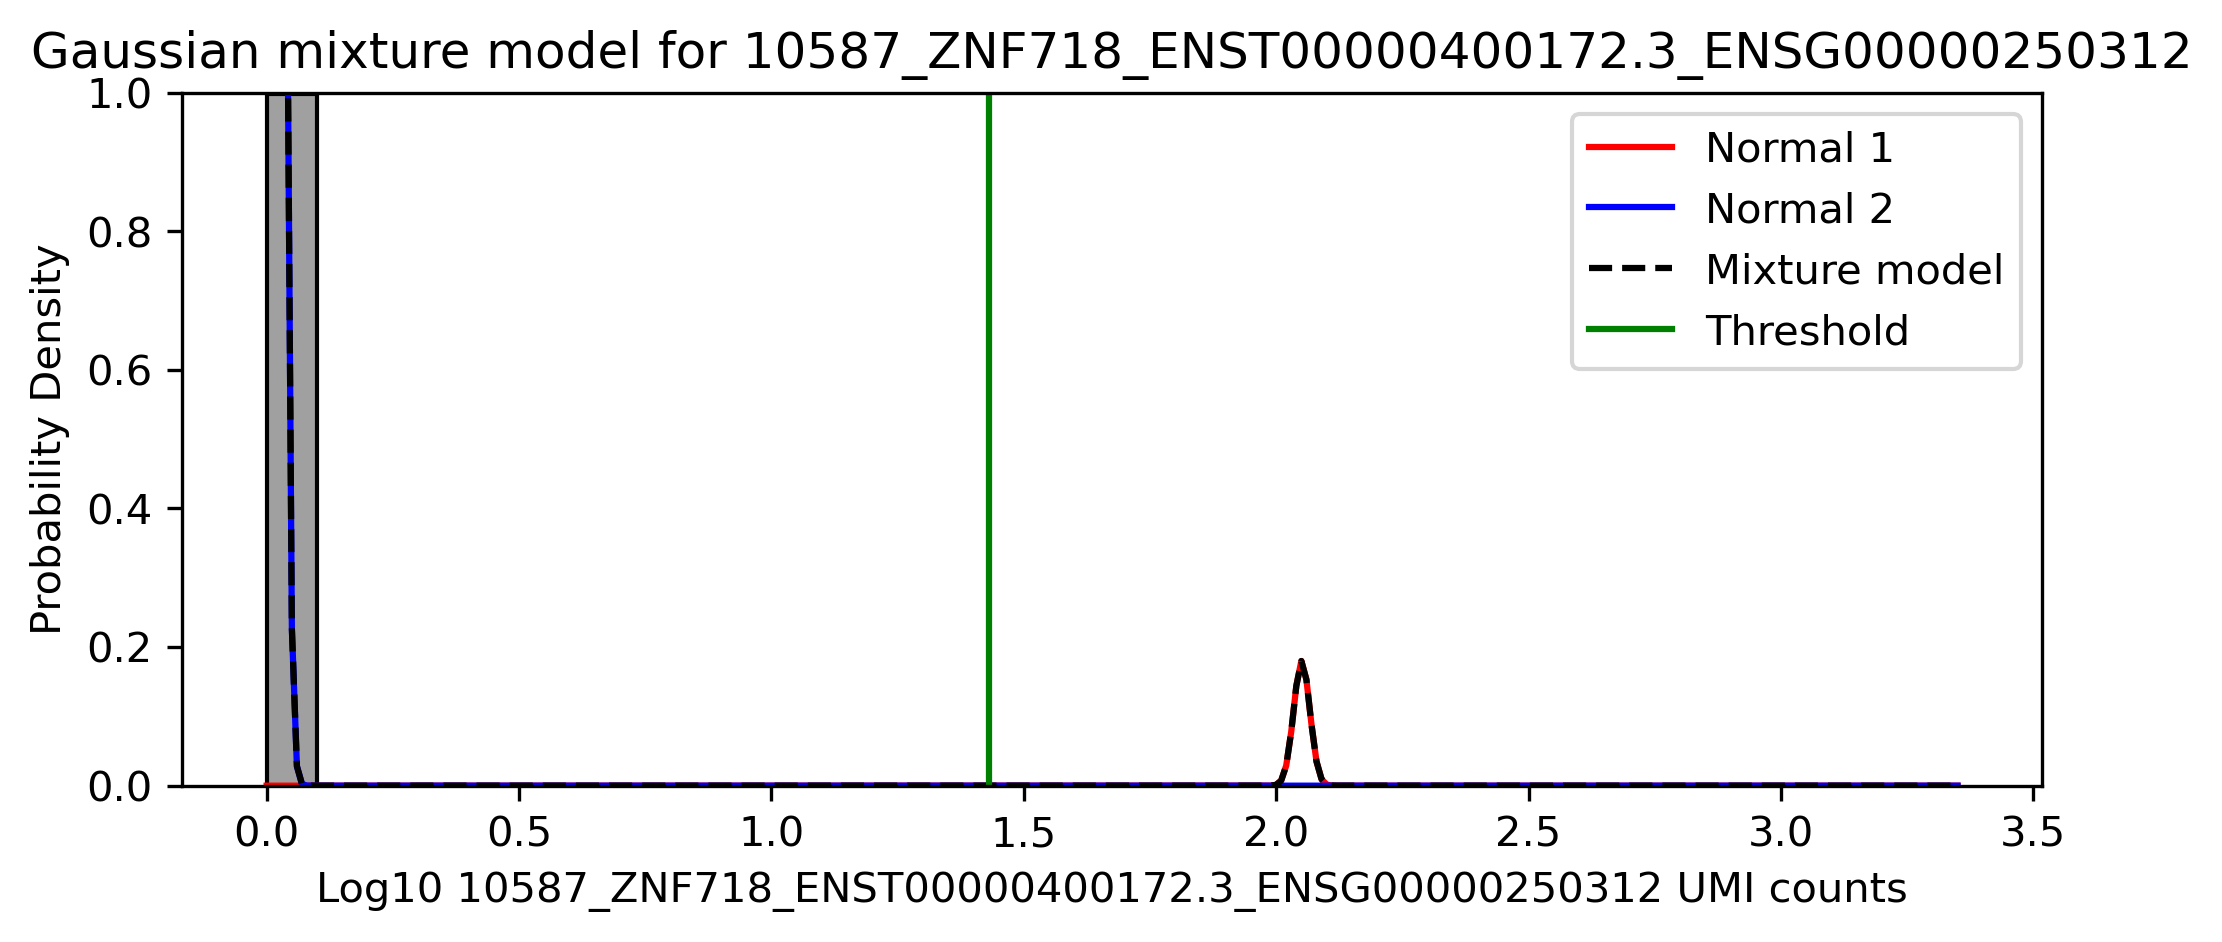 Gaussian mixture model for 10587_ZNF718_ENST00000400172.3_ENSG00000250312
1.0
0.8
0.6
0.4
0.2
0.0
Probability Density
Normal 1
Normal 2
Mixture model
Threshold
0.0 0.5 1.0 1.5 2.0 2.5 3.0 3.5
Log10 10587_ZNF718_ENST00000400172.3_ENSG00000250312 UMI counts